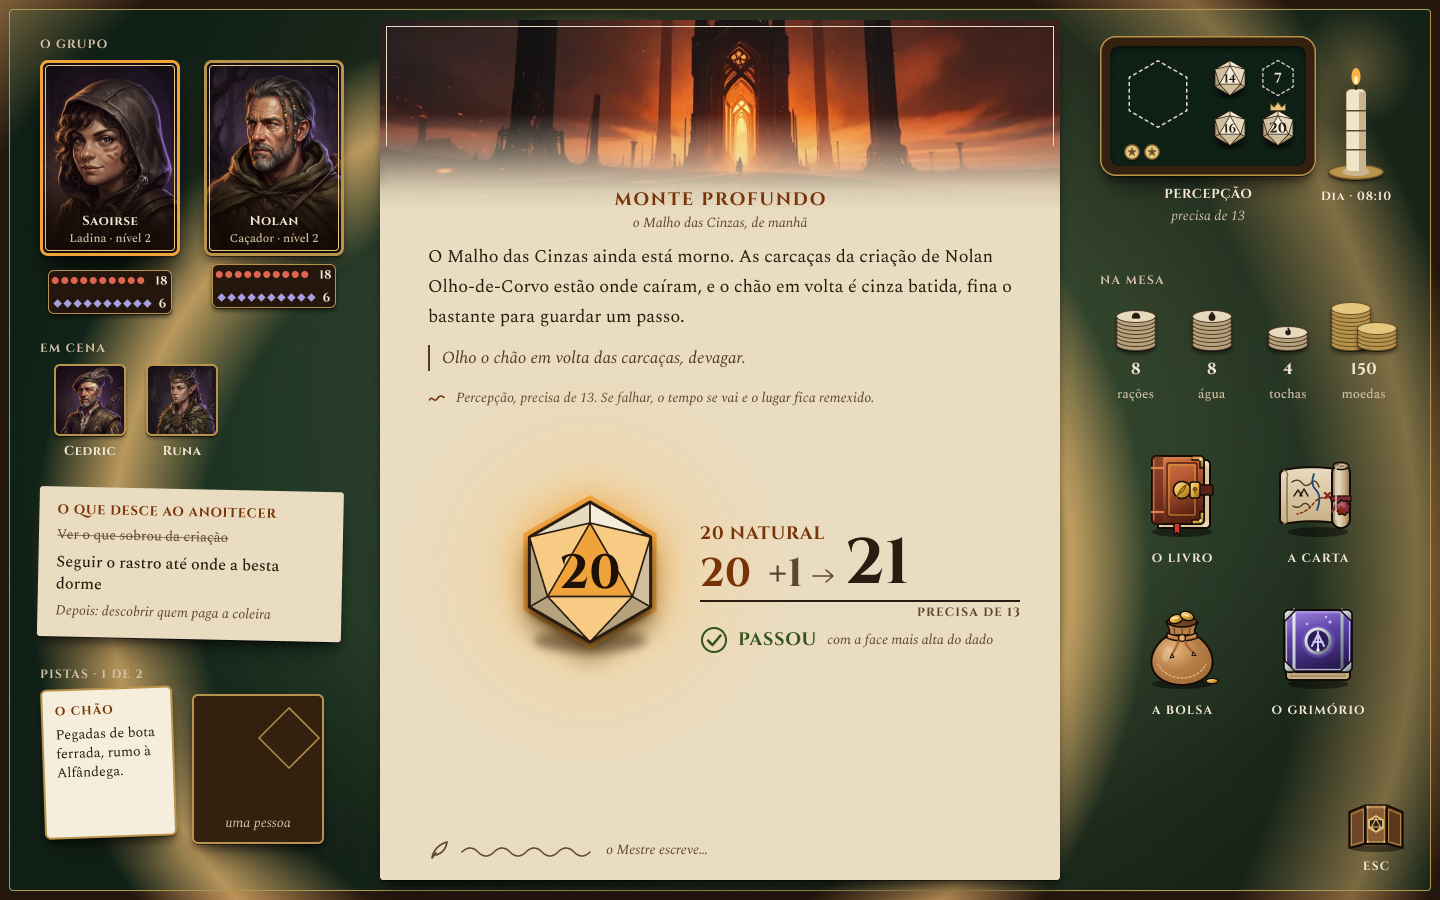 O GRUPO
SAOIRSE
Ladina · nível 2
NOLAN
Caçador · nível 2
18
6
18
6
EM CENA
CEDRIC
RUNA
O QUE DESCE AO ANOITECER
Ver o que sobrou da criação
Seguir o rastro até onde a besta
dorme
Depois: descobrir quem paga a coleira
PISTAS · 1 DE 2
O CHÃO
Pegadas de bota
ferrada, rumo à
Alfândega.
uma pessoa
MONTE PROFUNDO
o Malho das Cinzas, de manhã
O Malho das Cinzas ainda está morno. As carcaças da criação de Nolan
Olho-de-Corvo estão onde caíram, e o chão em volta é cinza batida, fina o
bastante para guardar um passo.
Olho o chão em volta das carcaças, devagar.
Percepção, precisa de 13. Se falhar, o tempo se vai e o lugar fica remexido.
20
20 NATURAL
20 +1 → 21
PRECISA DE 13
PASSOU com a face mais alta do dado
o Mestre escreve...
14
7
16
20
PERCEPÇÃO
precisa de 13
DIA · 08:10
NA MESA
8
rações
8
água
4
tochas
150
moedas
O LIVRO
A CARTA
A BOLSA
O GRIMÓRIO
ESC